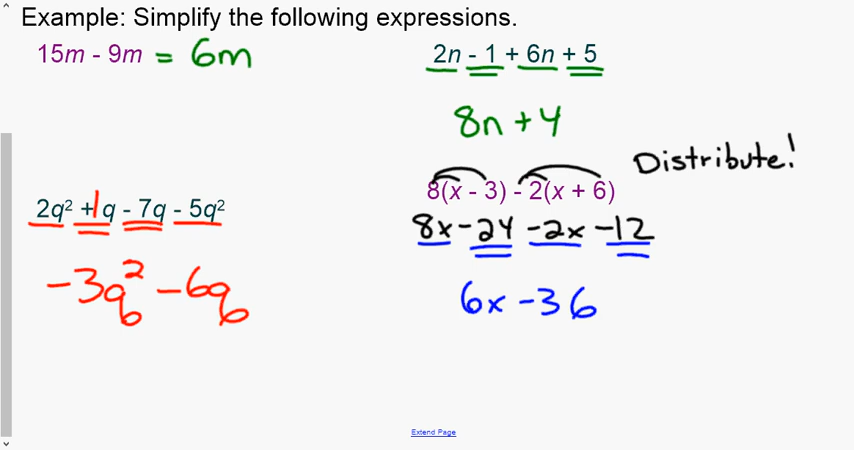 Example: Simplify the following expressions.
15m - 9m = 6m
2n - 1 + 6n + 5
8n + 4
Distribute!
8(x - 3) - 2(x + 6)
8x - 24 - 2x - 12
6x - 36
2q² + 1q - 7q - 5q²
-3q² - 6q
Extend Page